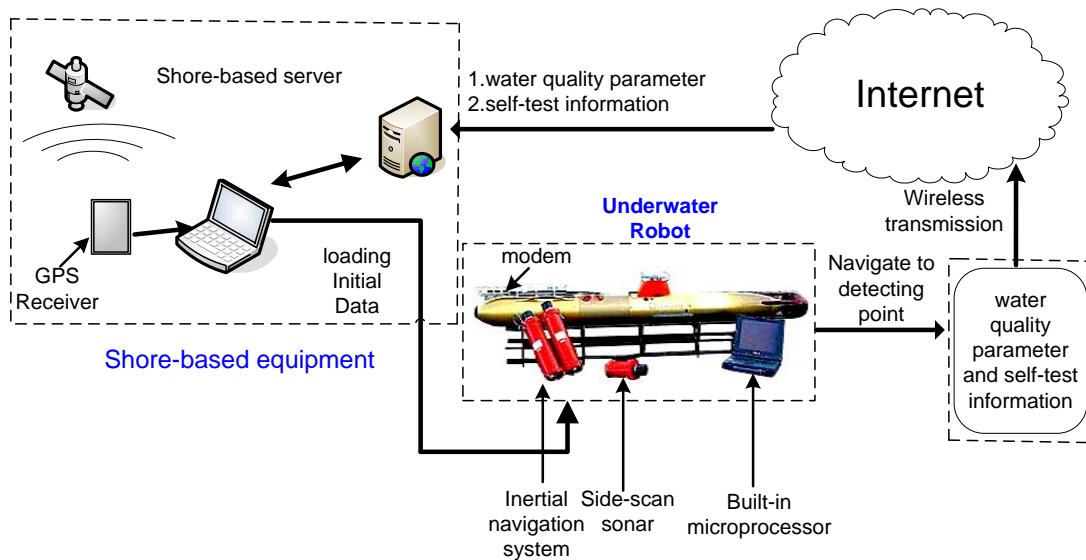 Shore-based server
1.water quality parameter
2.self-test information
Internet
GPS
Receiver
loading
Initial
Data
Shore-based equipment
Underwater
Robot
modem
Navigate to
detecting
point
Wireless
transmission
water
quality
parameter
and self-test
information
Inertial
navigation
system
Side-scan
sonar
Built-in
microprocessor